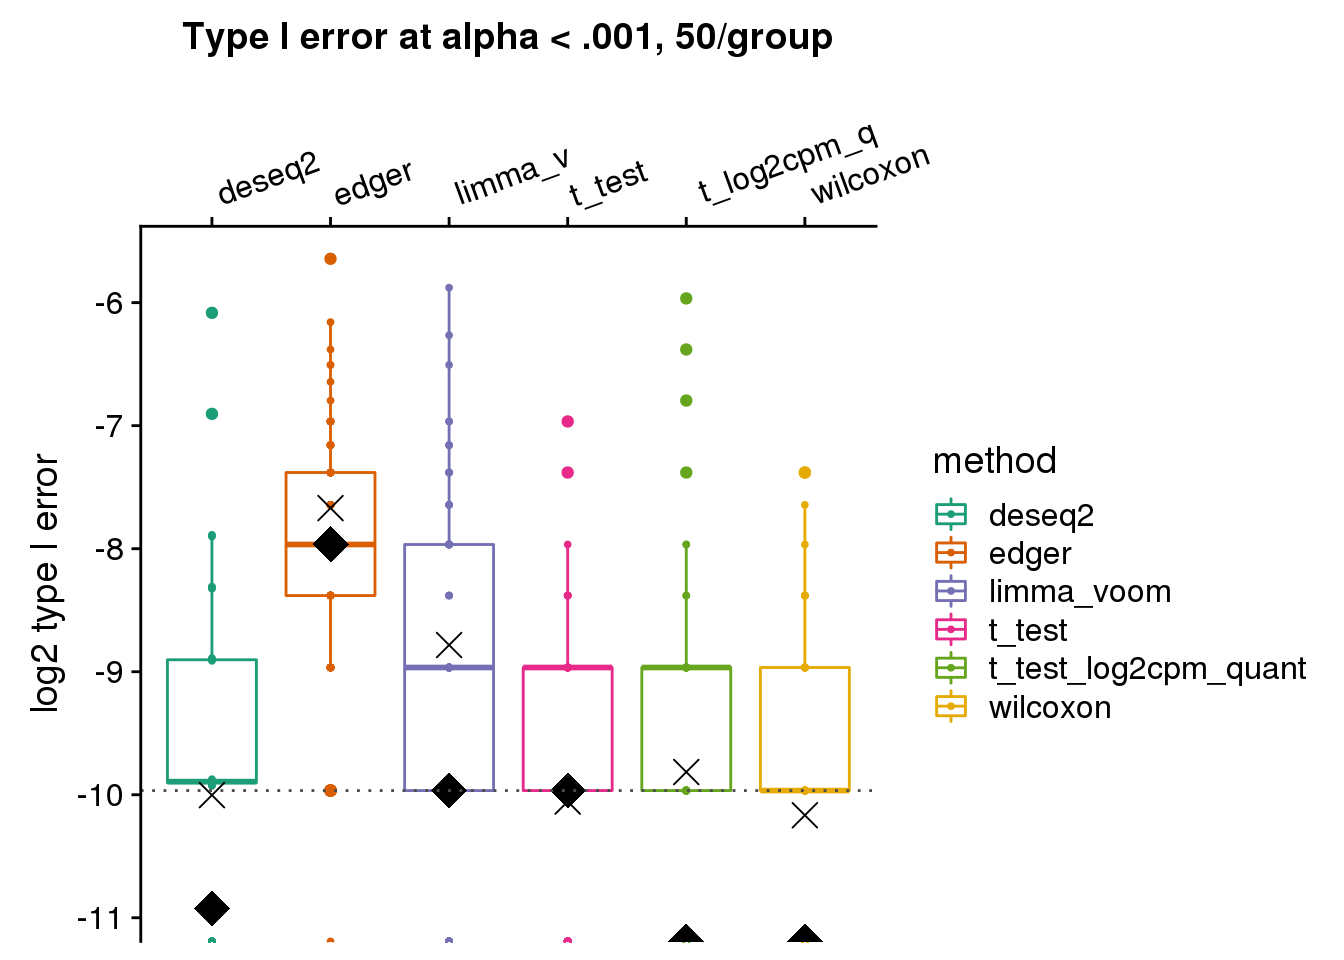 Type I error at alpha < .001, 50/group
deseq2
edger
limma_v
t_test
t_log2cpm_q
wilcoxon
-6
-7
-8
-9
-10
-11
log2 type I error
method
deseq2
edger
limma_voom
t_test
t_test_log2cpm_quant
wilcoxon